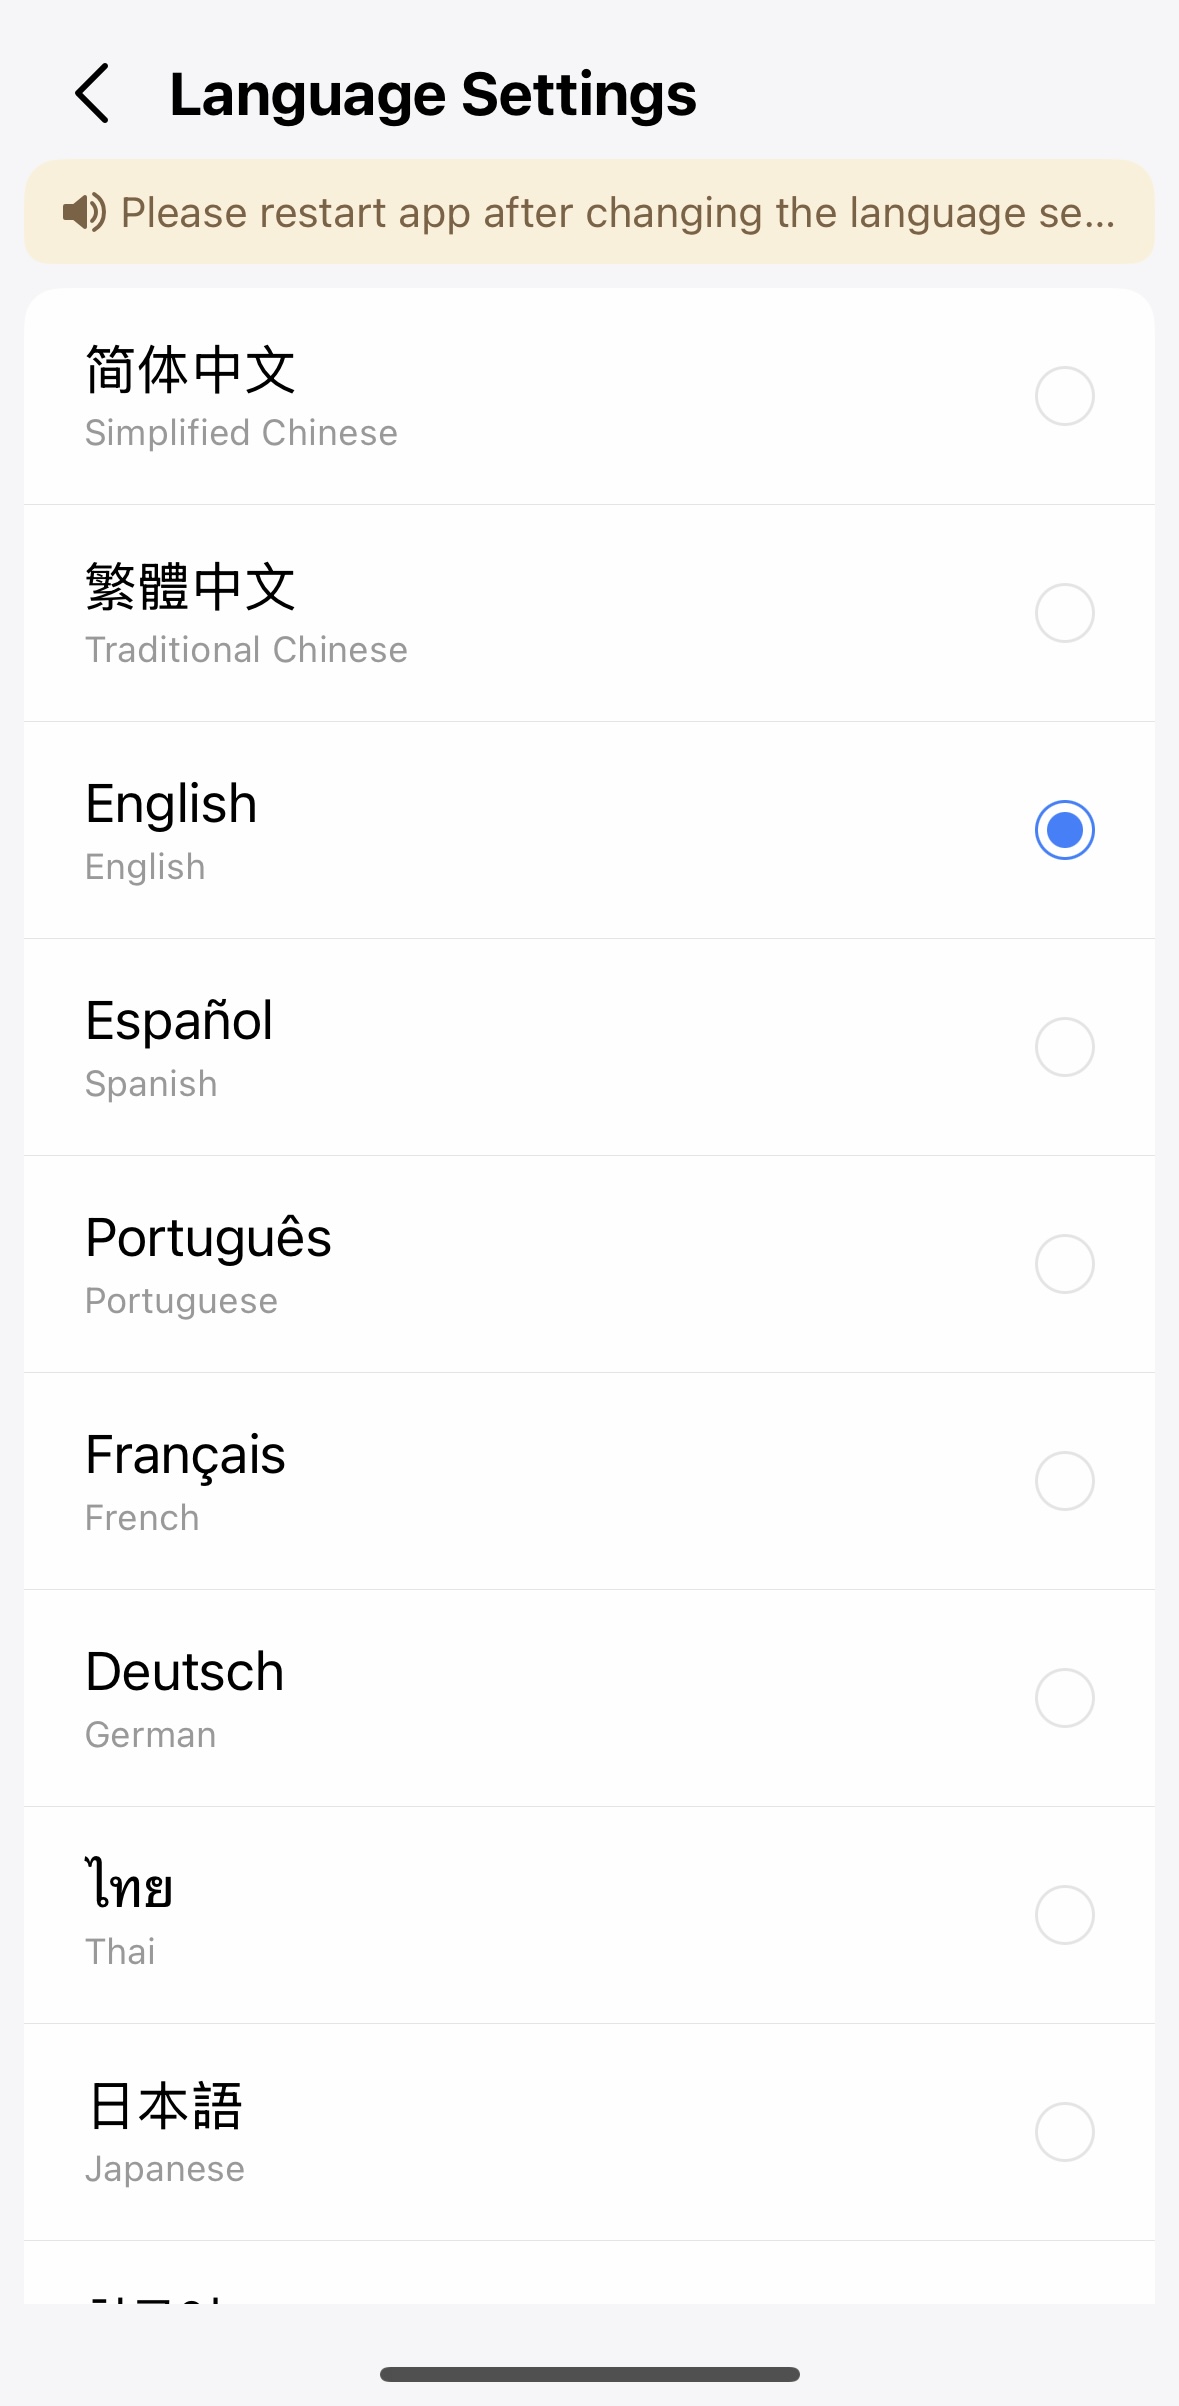 Language Settings
Please restart app after changing the language se...
简体中文
Simplified Chinese
繁體中文
Traditional Chinese
English
English
Español
Spanish
Português
Portuguese
Français
French
Deutsch
German
ไทย
Thai
日本語
Japanese